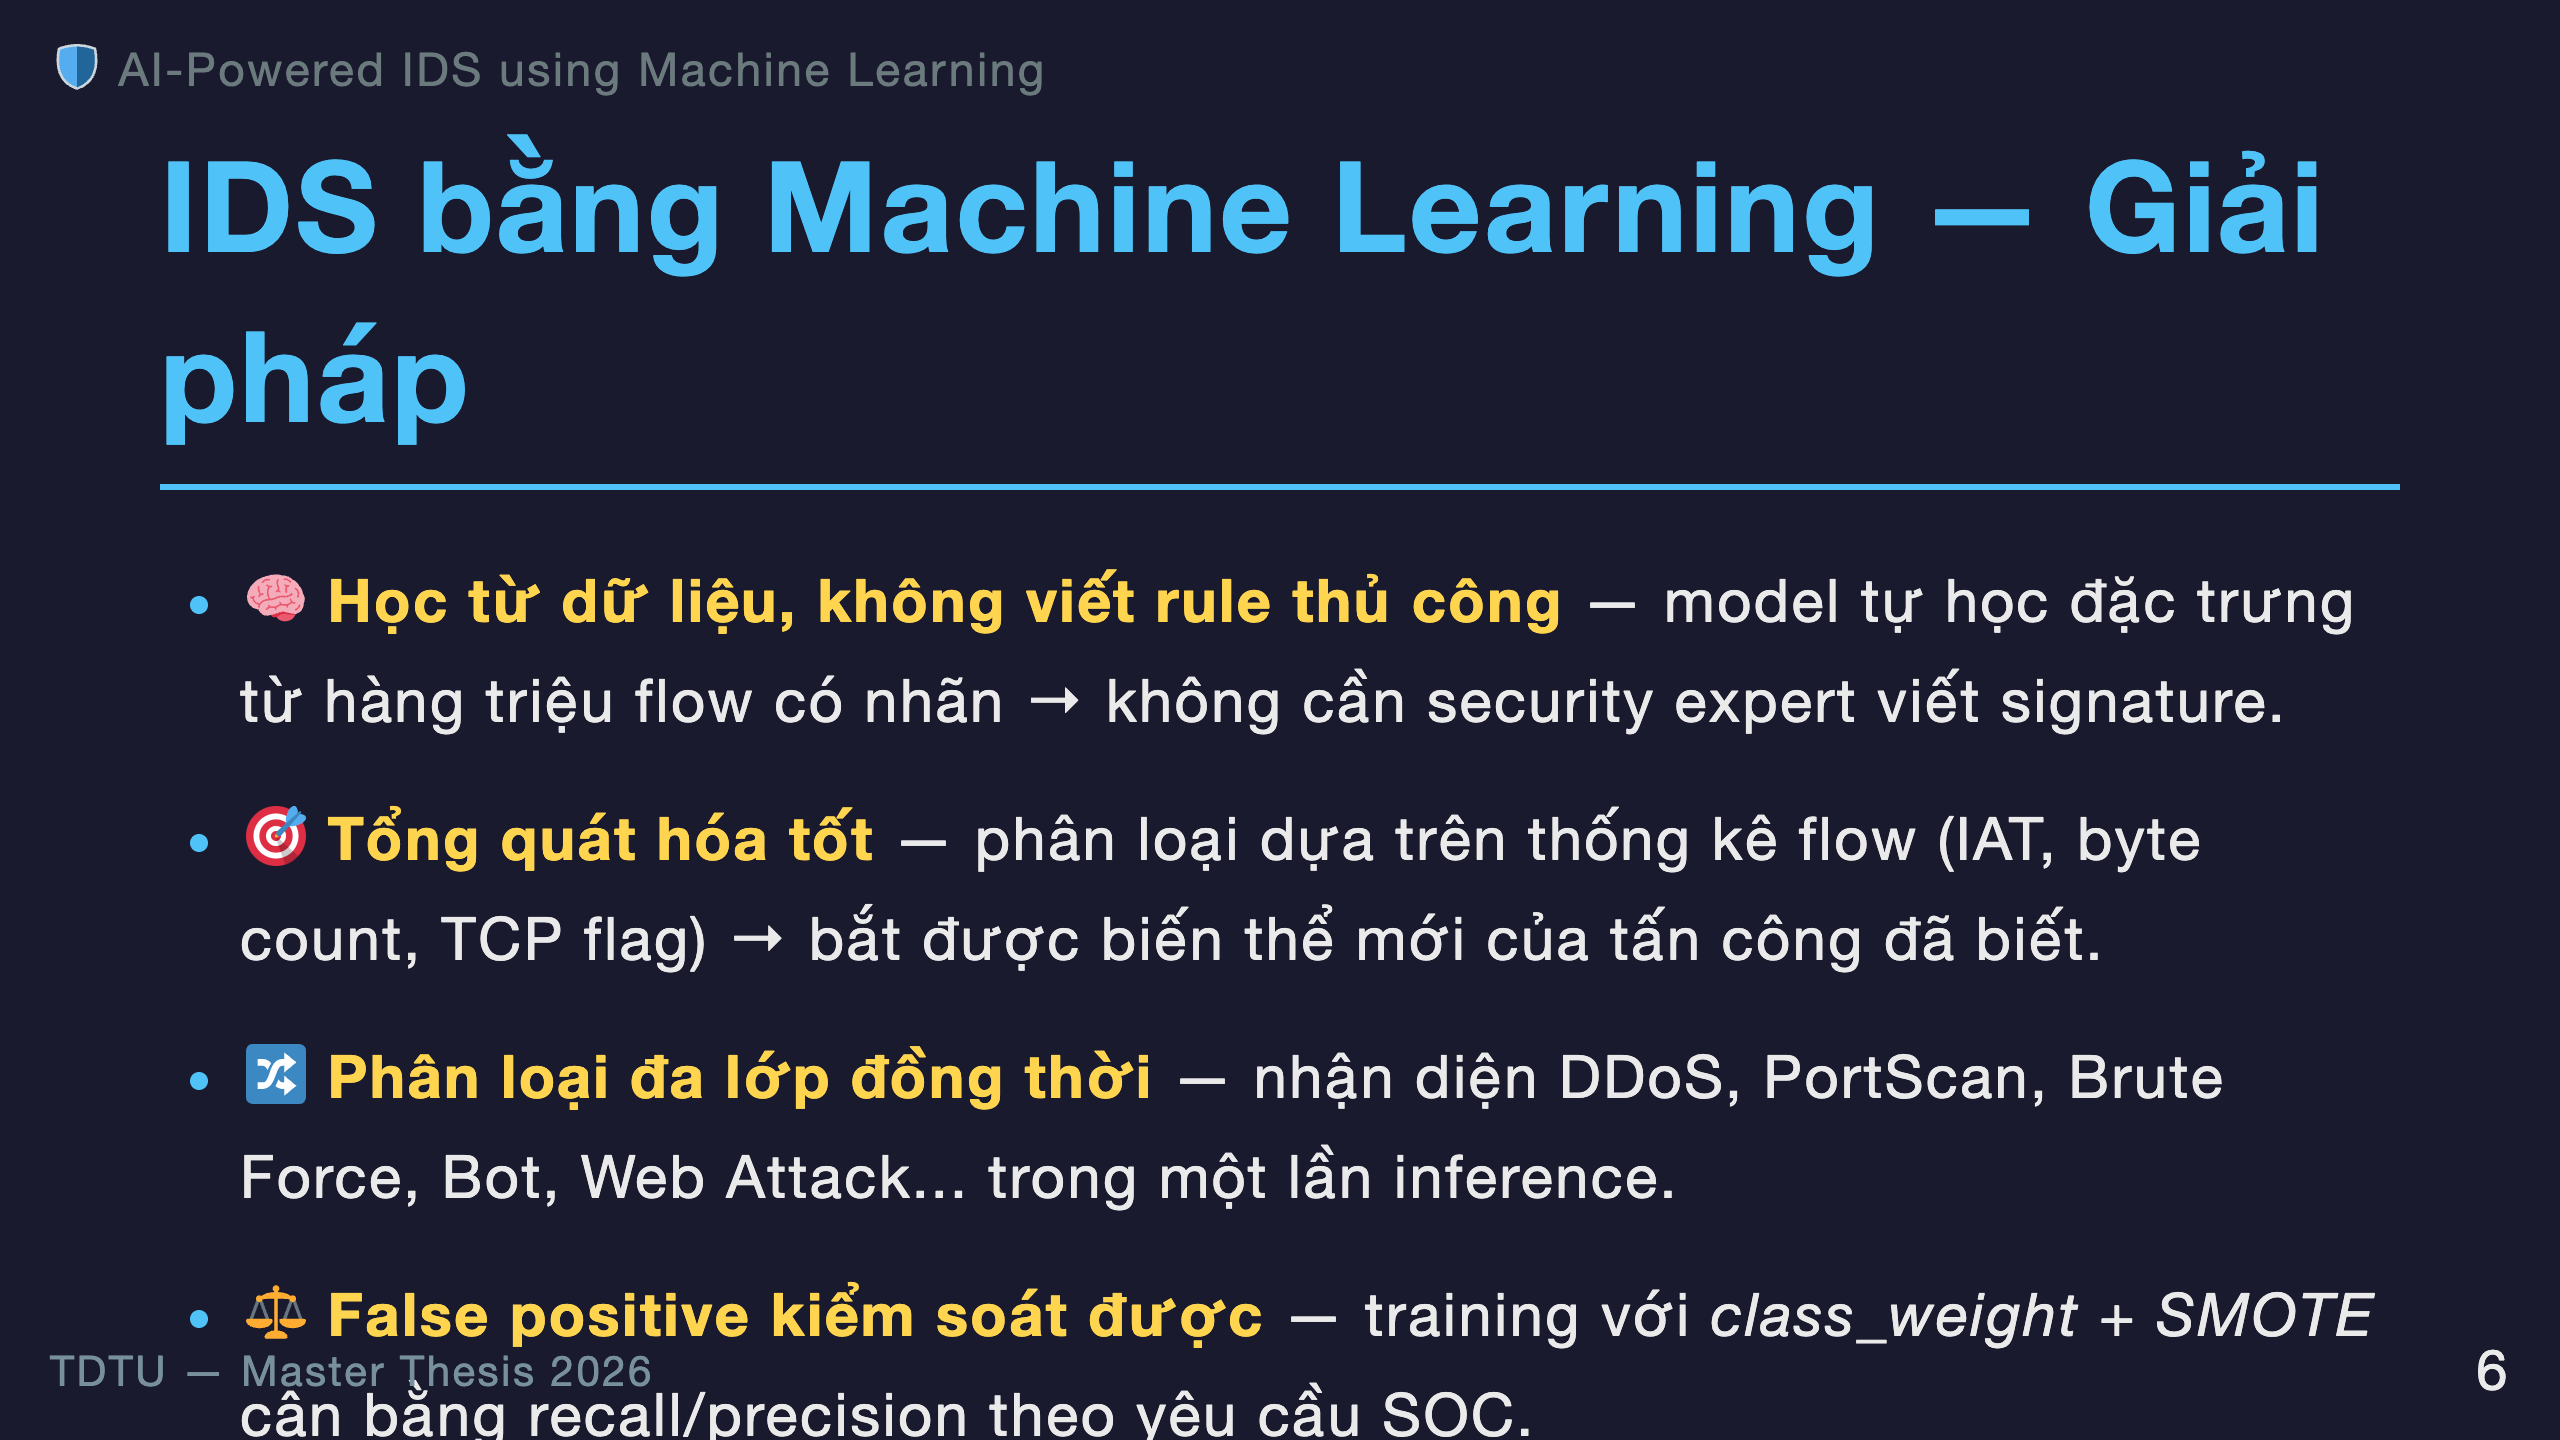 🛡️ AI-Powered IDS using Machine Learning
IDS bằng Machine Learning — Giải
pháp
• 🧠 Học từ dữ liệu, không viết rule thủ công — model tự học đặc trưng
từ hàng triệu flow có nhãn → không cần security expert viết signature.
• 🎯 Tổng quát hóa tốt — phân loại dựa trên thống kê flow (IAT, byte
count, TCP flag) → bắt được biến thể mới của tấn công đã biết.
• 🔀 Phân loại đa lớp đồng thời — nhận diện DDoS, PortScan, Brute
Force, Bot, Web Attack... trong một lần inference.
• ⚖️ False positive kiểm soát được — training với class_weight + SMOTE
cân bằng recall/precision theo yêu cầu SOC.
TDTU — Master Thesis 2026
6